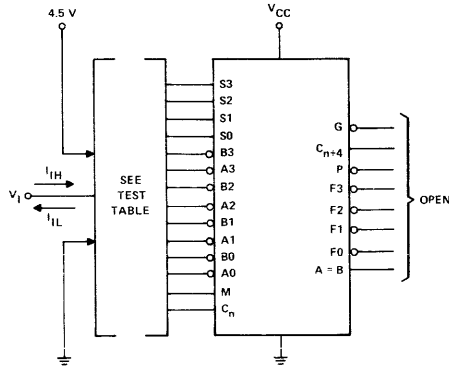 4.5 V
V_CC
V_I
I_IH
I_IL
SEE
TEST
TABLE
S3
S2
S1
S0
B3
A3
B2
A2
B1
A1
B0
A0
M
C_n
G
C_n+4
P
F3
F2
F1
F0
A = B
OPEN